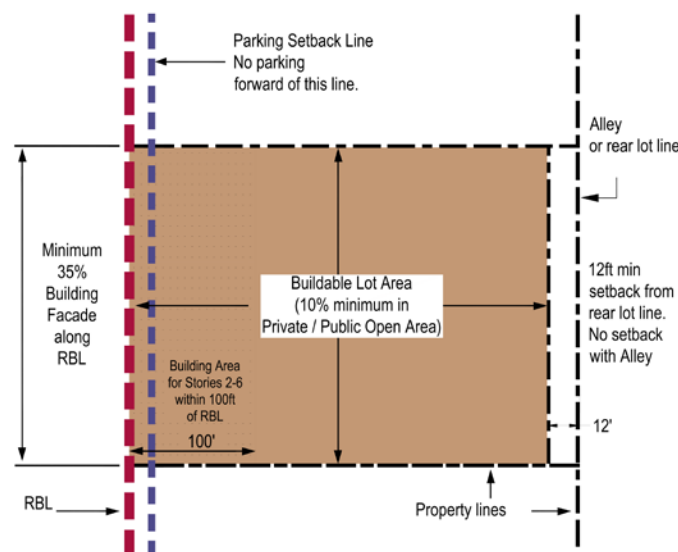 Parking Setback Line
No parking
forward of this line.
Alley
or rear lot line
Minimum
35%
Building
Facade
along
RBL
Buildable Lot Area
(10% minimum in
Private / Public Open Area)
12ft min
setback from
rear lot line.
No setback
with Alley
Building Area
for Stories 2-6
within 100ft
of RBL
100'
12'
RBL
Property lines